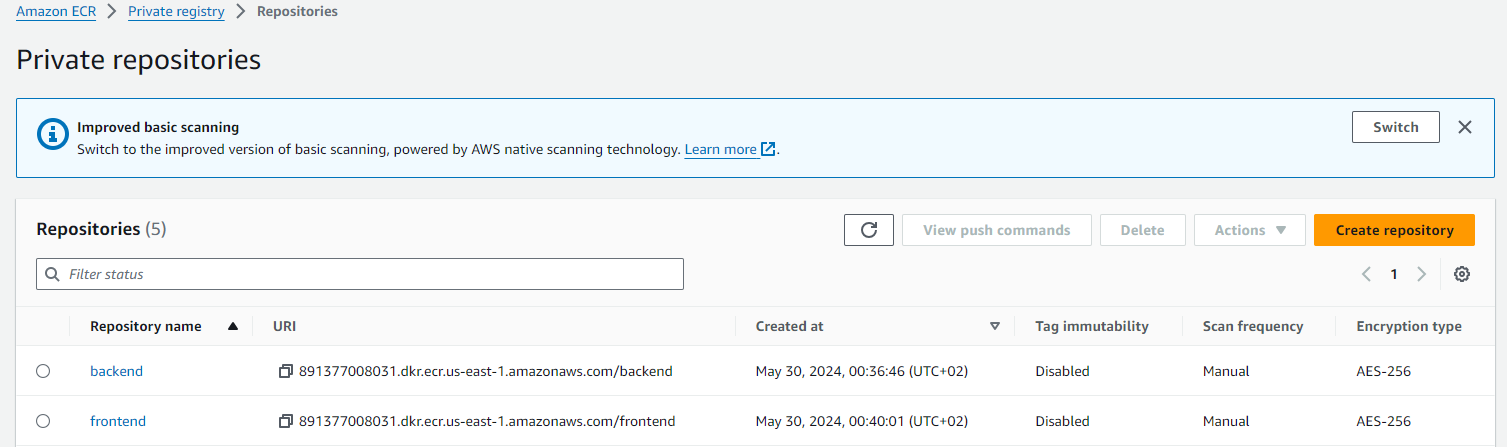 Amazon ECR > Private registry > Repositories
Private repositories
Improved basic scanning
Switch to the improved version of basic scanning, powered by AWS native scanning technology. Learn more.
Switch
Repositories (5)
View push commands
Delete
Actions
Create repository
Filter status
1
Repository name URI Created at Tag immutability Scan frequency Encryption type
backend 891377008031.dkr.ecr.us-east-1.amazonaws.com/backend May 30, 2024, 00:36:46 (UTC+02) Disabled Manual AES-256
frontend 891377008031.dkr.ecr.us-east-1.amazonaws.com/frontend May 30, 2024, 00:40:01 (UTC+02) Disabled Manual AES-256